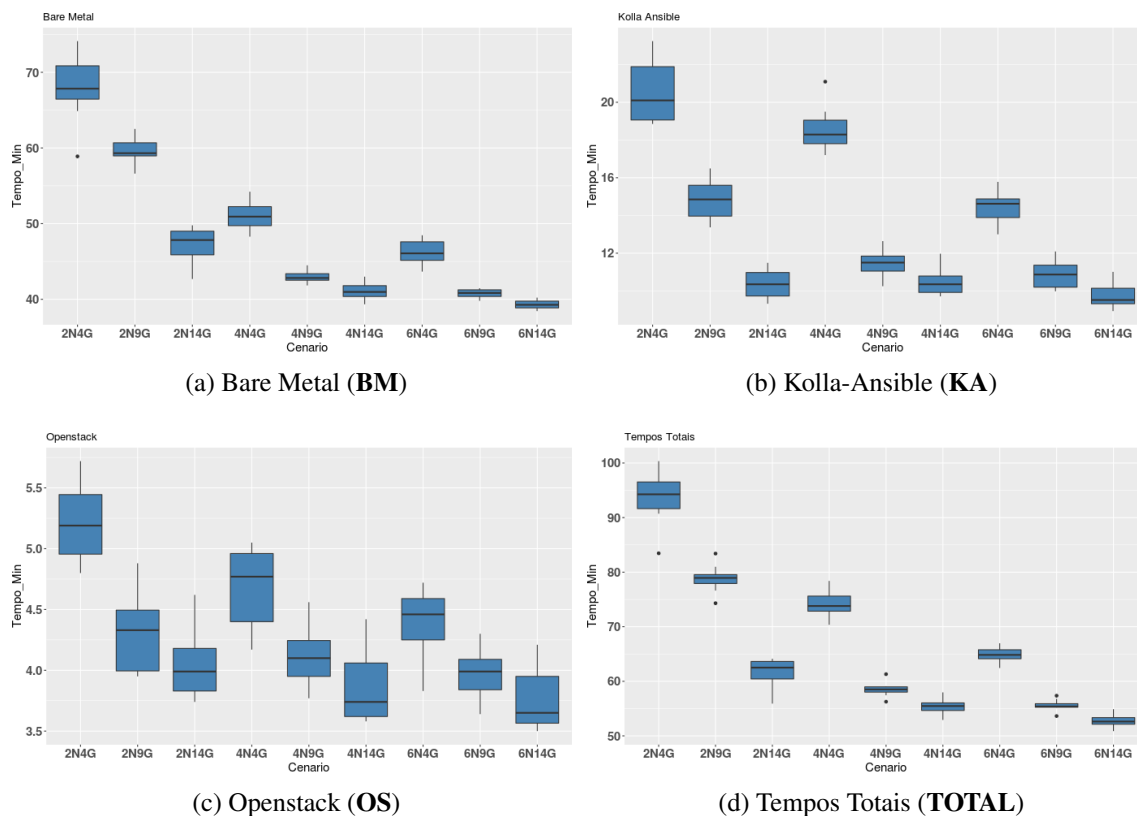 Bare Metal
Tempo_Min
70
60
50
40
2N4G 2N9G 2N14G 4N4G 4N9G 4N14G 6N4G 6N9G 6N14G
Cenario
(a) Bare Metal (BM)
Kolla Ansible
Tempo_Min
20
16
12
2N4G 2N9G 2N14G 4N4G 4N9G 4N14G 6N4G 6N9G 6N14G
Cenario
(b) Kolla-Ansible (KA)
Openstack
Tempo_Min
5.5
5.0
4.5
4.0
3.5
2N4G 2N9G 2N14G 4N4G 4N9G 4N14G 6N4G 6N9G 6N14G
Cenario
(c) Openstack (OS)
Tempos Totais
Tempo_Min
100
90
80
70
60
50
2N4G 2N9G 2N14G 4N4G 4N9G 4N14G 6N4G 6N9G 6N14G
Cenario
(d) Tempos Totais (TOTAL)